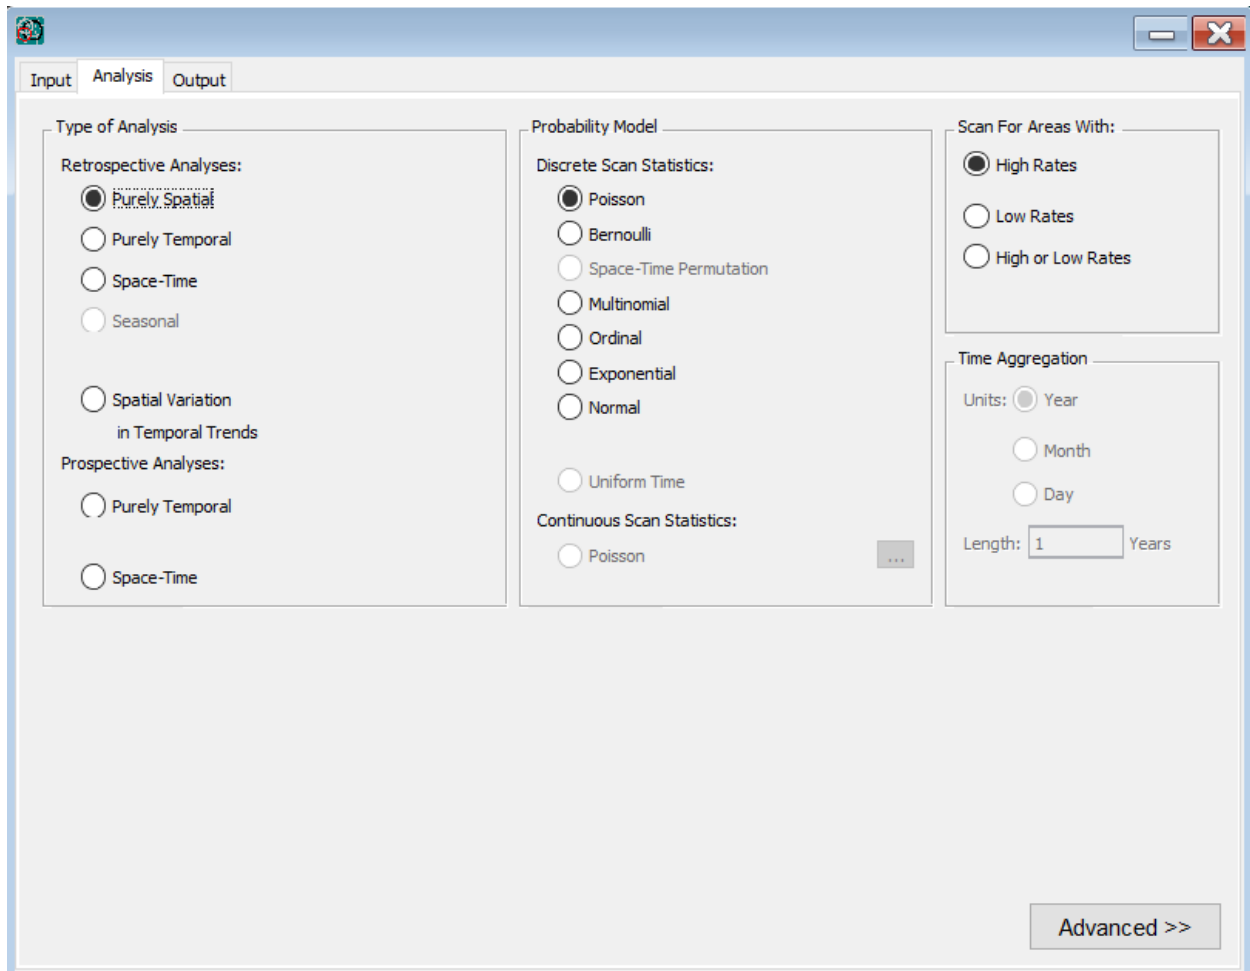 Input Analysis Output
Type of Analysis
Retrospective Analyses:
Purely Spatial
Purely Temporal
Space-Time
Seasonal
Spatial Variation
in Temporal Trends
Prospective Analyses:
Purely Temporal
Space-Time
Probability Model
Discrete Scan Statistics:
Poisson
Bernoulli
Space-Time Permutation
Multinomial
Ordinal
Exponential
Normal
Uniform Time
Continuous Scan Statistics:
Poisson
...
Scan For Areas With:
High Rates
Low Rates
High or Low Rates
Time Aggregation
Units: Year
Month
Day
Length: 1 Years
Advanced >>